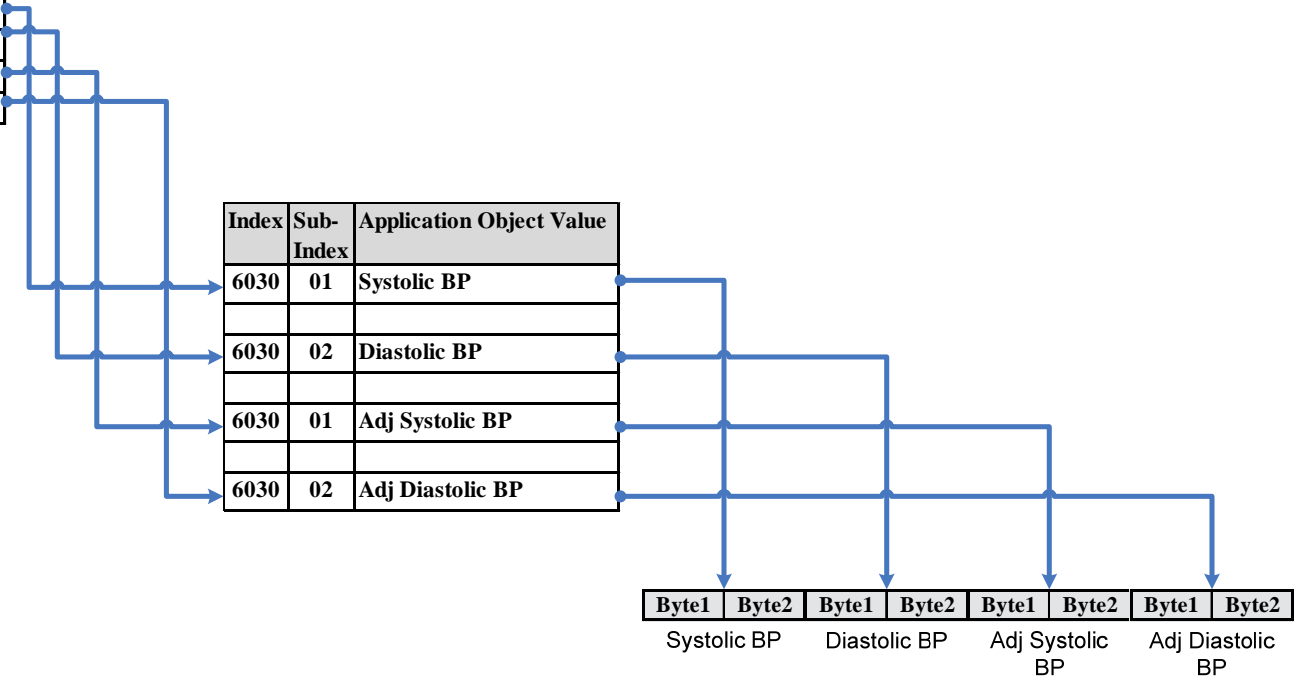 Index Sub- Application Object Value
Index
6030 01 Systolic BP
6030 02 Diastolic BP
6030 01 Adj Systolic BP
6030 02 Adj Diastolic BP
Byte1 Byte2 Byte1 Byte2 Byte1 Byte2 Byte1 Byte2
Systolic BP Diastolic BP Adj Systolic Adj Diastolic
BP BP